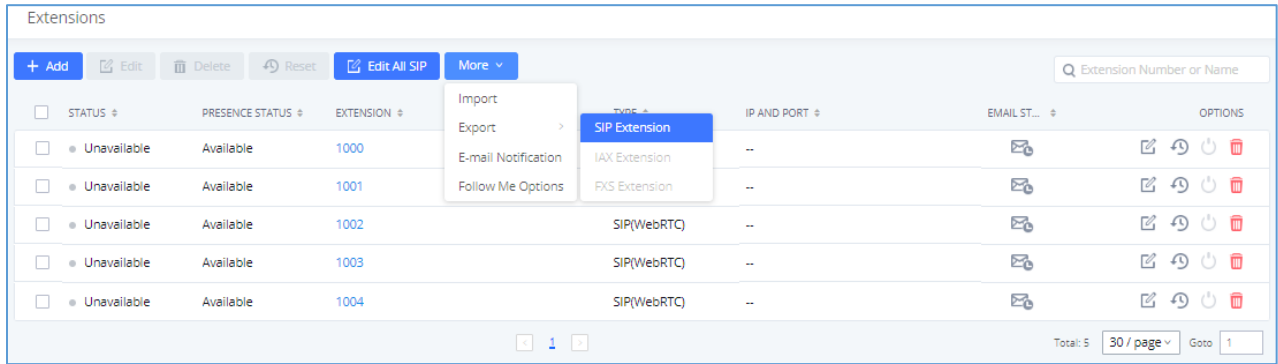 Extensions
+ Add Edit Delete Reset Edit All SIP More Extension Number or Name
Import
STATUS PRESENCE STATUS EXTENSION TYPE IP AND PORT EMAIL ST... OPTIONS
Export > SIP Extension
Unavailable Available 1000 --
E-mail Notification IAX Extension
Unavailable Available 1001 Follow Me Options FXS Extension --
Unavailable Available 1002 SIP(WebRTC) --
Unavailable Available 1003 SIP(WebRTC) --
Unavailable Available 1004 SIP(WebRTC) --
< 1 > Total: 5 30 / page Goto 1